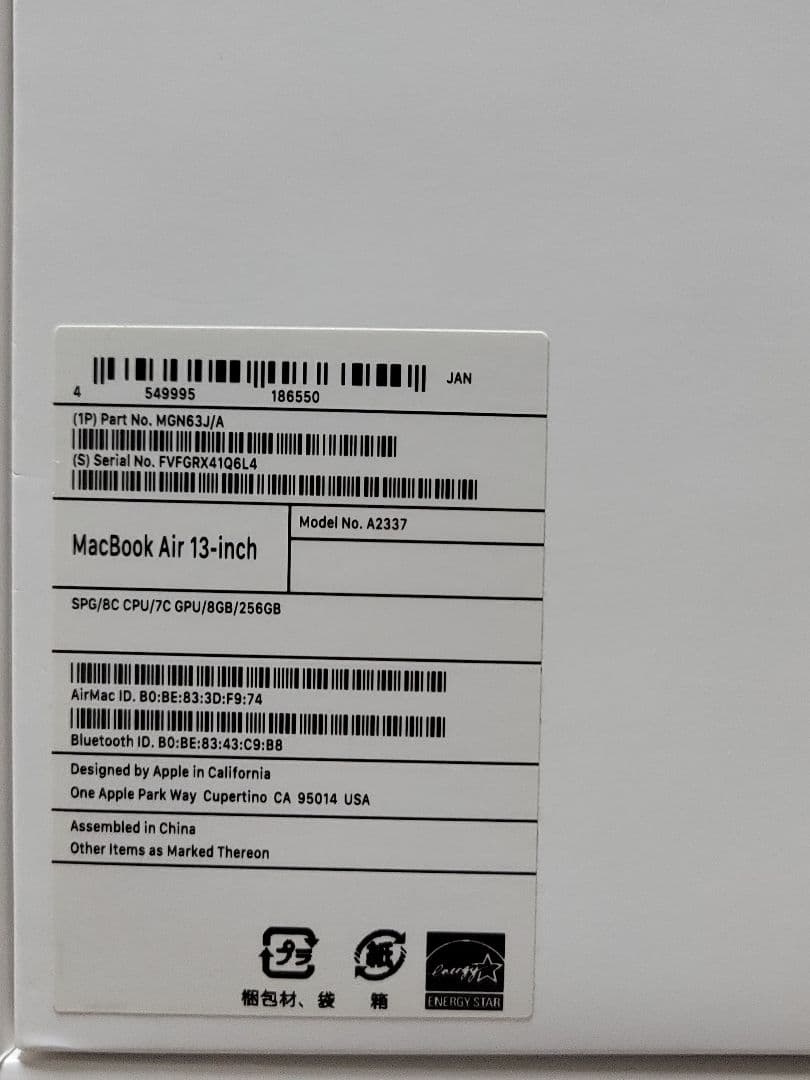 JAN
4 549995 186550
(1P) Part No. MGN63J/A
(S) Serial No. FVFGRX41Q6L4
MacBook Air 13-inch
Model No. A2337
SPG/8C CPU/7C GPU/8GB/256GB
AirMac ID. B0:BE:83:3D:F9:74
Bluetooth ID. B0:BE:83:43:C9:B8
Designed by Apple in California
One Apple Park Way Cupertino CA 95014 USA
Assembled in China
Other Items as Marked Thereon
プラ
紙
energy
梱包材、袋
箱
ENERGY STAR